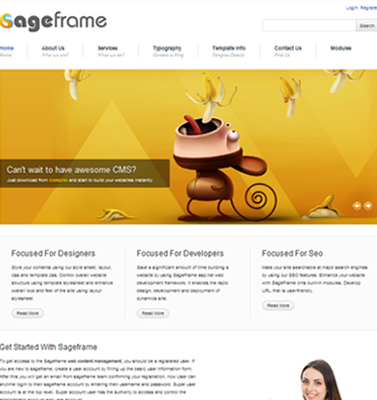 Sageframe
Login Register
Search
Home
About Us
Who we are?
Services
What we do?
Typography
General a Blog
Template Info
Contact Us
Find Us
Modules
Can't wait to have awesome CMS?
Just download from and start to build your websites instantly
Focused For Designers
Style your contents using our style sheet, layout
css and template css. Control overall website
structure using template stylesheet and enhance
overall look and feel of the site using layout
stylesheet
Read More
Focused For Developers
Save a significant amount of time building a
website by using Sageframe asp.net web
development framework. It enables the rapid
design, development and deployment of
dynamics site.
Read More
Focused For Seo
Make your site searchable at major search engines
by using our SEO features. Enhance your website
with SageFrame cms built-in modules. Develop
URL that is user-friendly.
Read More
Get Started With Sageframe
To get access to the Sageframe web content management, you should be a registered user. If
you are new to sageframe, create a user account by filling up the basic user information form.
After this you will get an email from sageframe team confirming your registration. Now User can
anytime login to their sageframe account by entering their username and password. Super user
account is at the top. Super user account user has the authority to access and control the